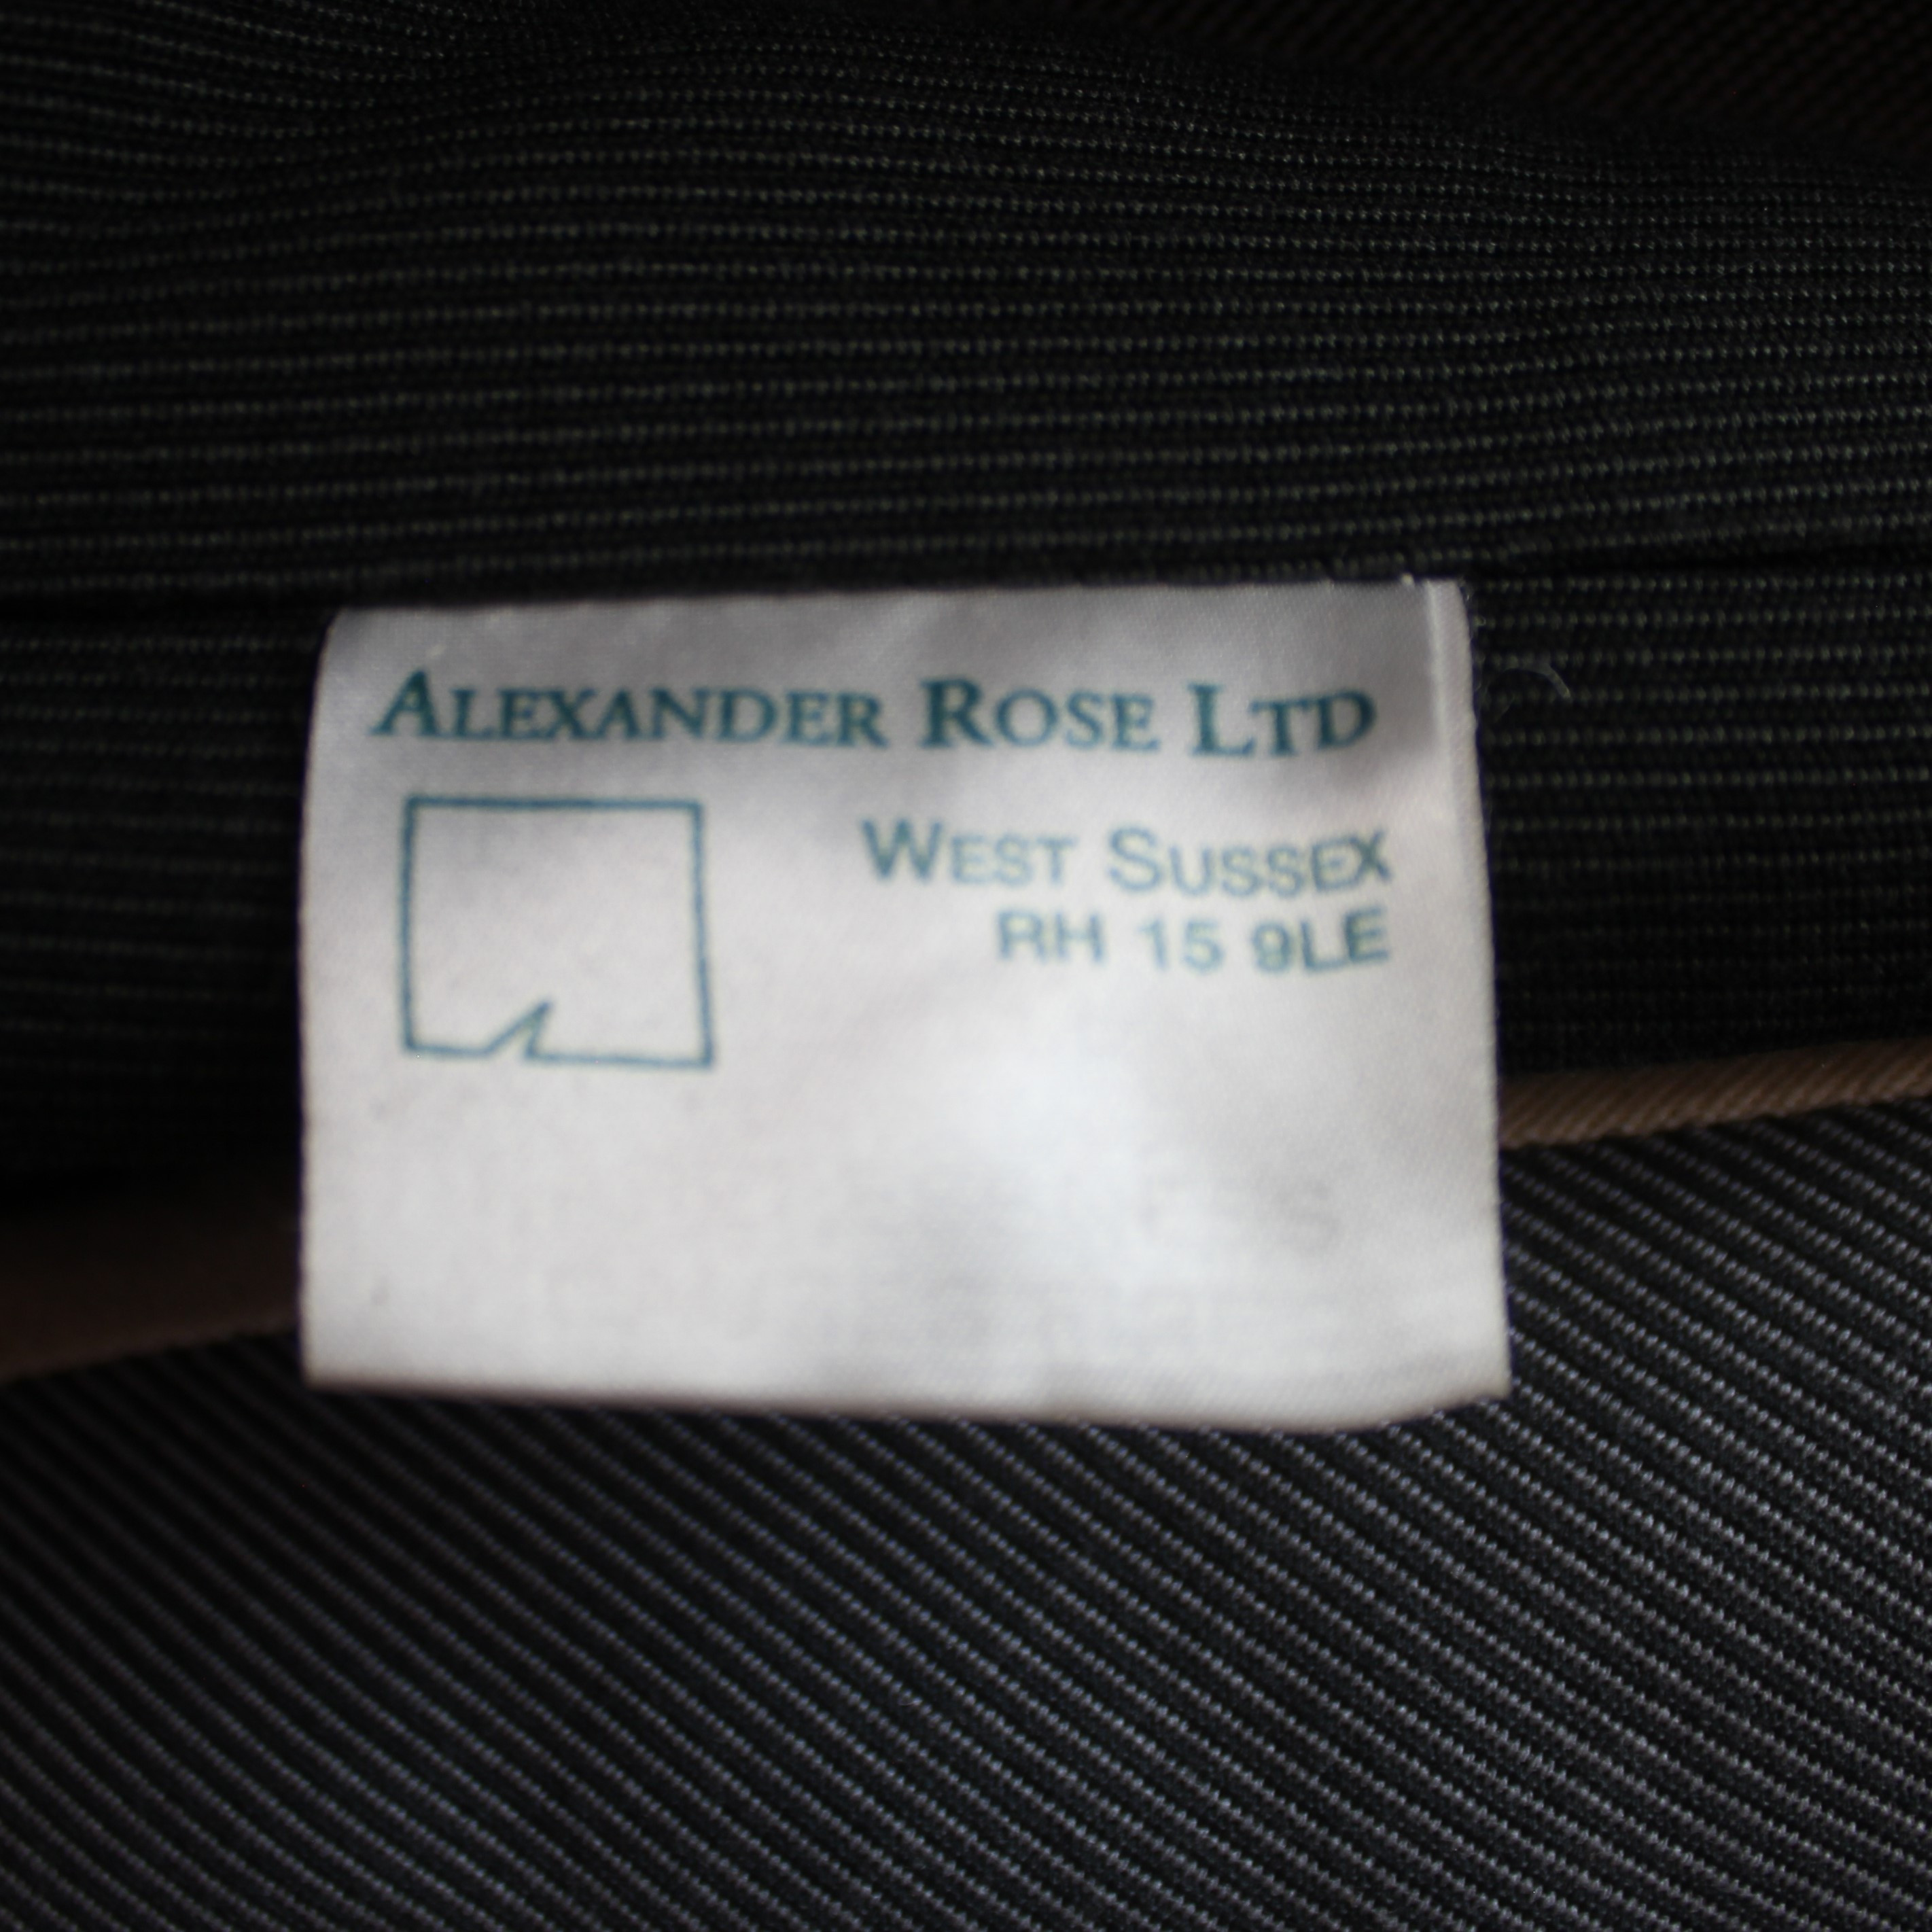 ALEXANDER ROSE LTD
WEST SUSSEX
RH 15 9LE